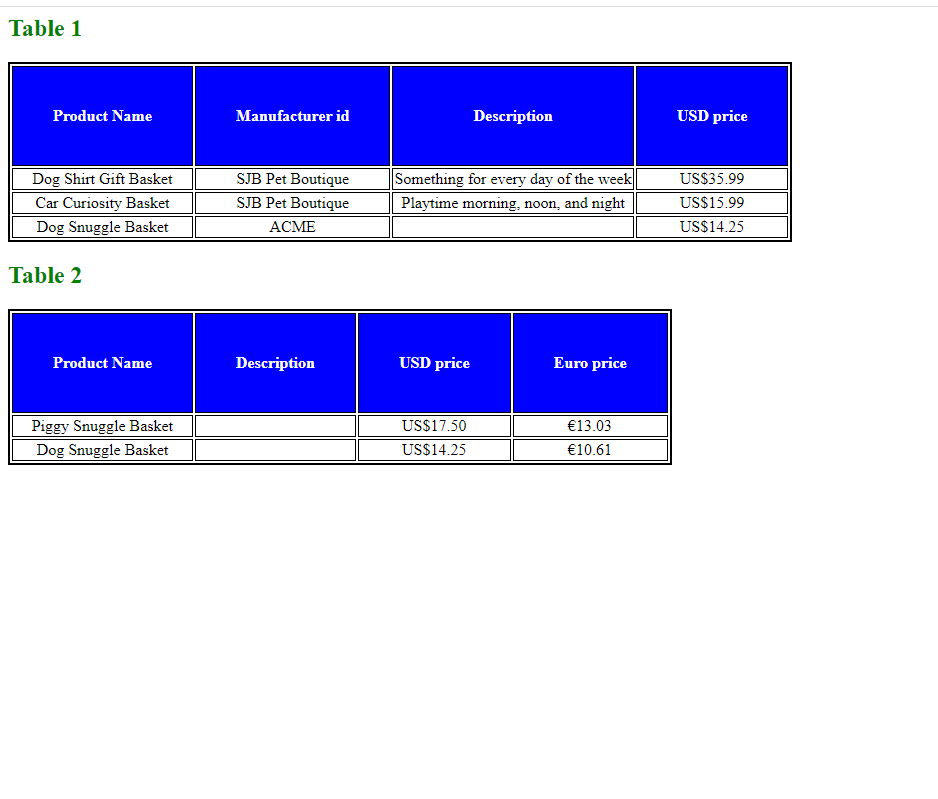 Table 1
Product Name Manufacturer id Description USD price
Dog Shirt Gift Basket SJB Pet Boutique Something for every day of the week US$35.99
Car Curiosity Basket SJB Pet Boutique Playtime morning, noon, and night US$15.99
Dog Snuggle Basket ACME US$14.25
Table 2
Product Name Description USD price Euro price
Piggy Snuggle Basket US$17.50 €13.03
Dog Snuggle Basket US$14.25 €10.61